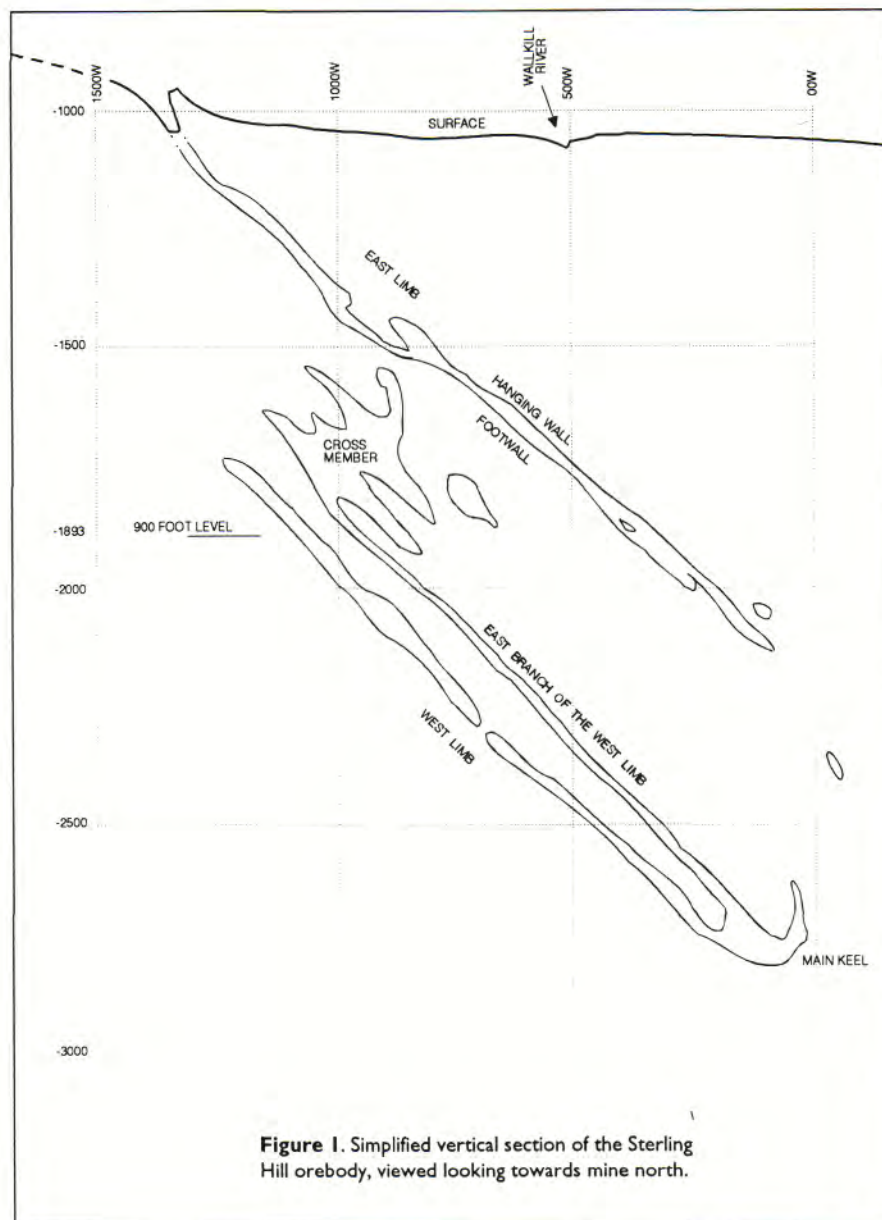 1500W
1000W
WALLKILL
RIVER
500W
00W
-1000
SURFACE
EAST LIMB
-1500
HANGING WALL
FOOTWALL
CROSS
MEMBER
900 FOOT LEVEL
-1893
-2000
EAST BRANCH OF THE WEST LIMB
WEST LIMB
-2500
MAIN KEEL
-3000
Figure 1. Simplified vertical section of the Sterling
Hill orebody, viewed looking towards mine north.